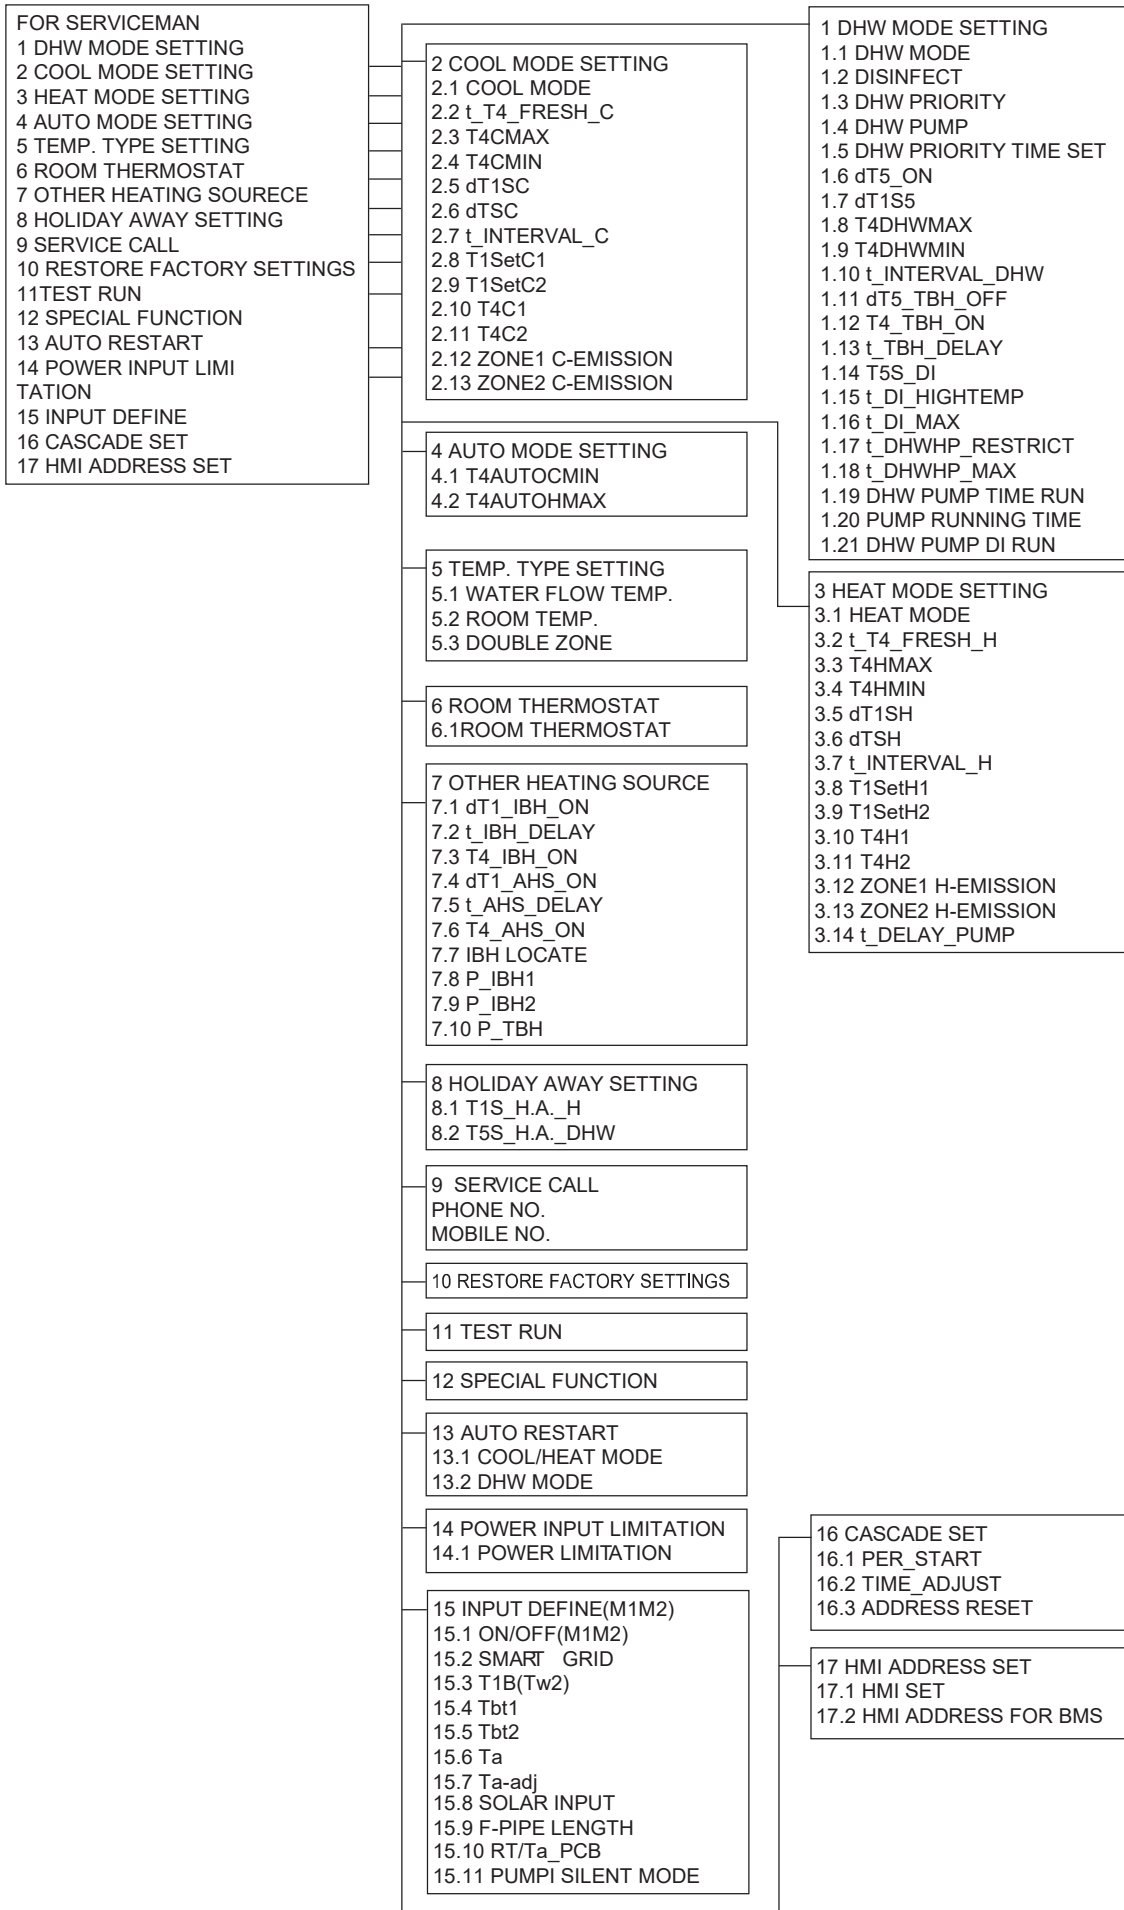 FOR SERVICEMAN
1 DHW MODE SETTING
2 COOL MODE SETTING
3 HEAT MODE SETTING
4 AUTO MODE SETTING
5 TEMP. TYPE SETTING
6 ROOM THERMOSTAT
7 OTHER HEATING SOURECE
8 HOLIDAY AWAY SETTING
9 SERVICE CALL
10 RESTORE FACTORY SETTINGS
11TEST RUN
12 SPECIAL FUNCTION
13 AUTO RESTART
14 POWER INPUT LIMI
TATION
15 INPUT DEFINE
16 CASCADE SET
17 HMI ADDRESS SET
1 DHW MODE SETTING
1.1 DHW MODE
1.2 DISINFECT
1.3 DHW PRIORITY
1.4 DHW PUMP
1.5 DHW PRIORITY TIME SET
1.6 dT5_ON
1.7 dT1S5
1.8 T4DHWMAX
1.9 T4DHWMIN
1.10 t_INTERVAL_DHW
1.11 dT5_TBH_OFF
1.12 T4_TBH_ON
1.13 t_TBH_DELAY
1.14 T5S_DI
1.15 t_DI_HIGHTEMP
1.16 t_DI_MAX
1.17 t_DHWHP_RESTRICT
1.18 t_DHWHP_MAX
1.19 DHW PUMP TIME RUN
1.20 PUMP RUNNING TIME
1.21 DHW PUMP DI RUN
2 COOL MODE SETTING
2.1 COOL MODE
2.2 t_T4_FRESH_C
2.3 T4CMAX
2.4 T4CMIN
2.5 dT1SC
2.6 dTSC
2.7 t_INTERVAL_C
2.8 T1SetC1
2.9 T1SetC2
2.10 T4C1
2.11 T4C2
2.12 ZONE1 C-EMISSION
2.13 ZONE2 C-EMISSION
3 HEAT MODE SETTING
3.1 HEAT MODE
3.2 t_T4_FRESH_H
3.3 T4HMAX
3.4 T4HMIN
3.5 dT1SH
3.6 dTSH
3.7 t_INTERVAL_H
3.8 T1SetH1
3.9 T1SetH2
3.10 T4H1
3.11 T4H2
3.12 ZONE1 H-EMISSION
3.13 ZONE2 H-EMISSION
3.14 t_DELAY_PUMP
4 AUTO MODE SETTING
4.1 T4AUTOCMIN
4.2 T4AUTOHMAX
5 TEMP. TYPE SETTING
5.1 WATER FLOW TEMP.
5.2 ROOM TEMP.
5.3 DOUBLE ZONE
6 ROOM THERMOSTAT
6.1ROOM THERMOSTAT
7 OTHER HEATING SOURCE
7.1 dT1_IBH_ON
7.2 t_IBH_DELAY
7.3 T4_IBH_ON
7.4 dT1_AHS_ON
7.5 t_AHS_DELAY
7.6 T4_AHS_ON
7.7 IBH LOCATE
7.8 P_IBH1
7.9 P_IBH2
7.10 P_TBH
8 HOLIDAY AWAY SETTING
8.1 T1S_H.A._H
8.2 T5S_H.A._DHW
9 SERVICE CALL
PHONE NO.
MOBILE NO.
10 RESTORE FACTORY SETTINGS
11 TEST RUN
12 SPECIAL FUNCTION
13 AUTO RESTART
13.1 COOL/HEAT MODE
13.2 DHW MODE
14 POWER INPUT LIMITATION
14.1 POWER LIMITATION
15 INPUT DEFINE(M1M2)
15.1 ON/OFF(M1M2)
15.2 SMART GRID
15.3 T1B(Tw2)
15.4 Tbt1
15.5 Tbt2
15.6 Ta
15.7 Ta-adj
15.8 SOLAR INPUT
15.9 F-PIPE LENGTH
15.10 RT/Ta_PCB
15.11 PUMPI SILENT MODE
16 CASCADE SET
16.1 PER_START
16.2 TIME_ADJUST
16.3 ADDRESS RESET
17 HMI ADDRESS SET
17.1 HMI SET
17.2 HMI ADDRESS FOR BMS